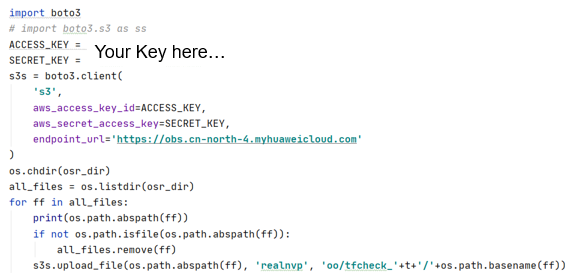 import boto3
# import boto3.s3 as ss
ACCESS_KEY =
Your Key here...
SECRET_KEY =
s3s = boto3.client(
    's3',
    aws_access_key_id=ACCESS_KEY,
    aws_secret_access_key=SECRET_KEY,
    endpoint_url='https://obs.cn-north-4.myhuaweicloud.com'
)
os.chdir(osr_dir)
all_files = os.listdir(osr_dir)
for ff in all_files:
    print(os.path.abspath(ff))
    if not os.path.isfile(os.path.abspath(ff)):
        all_files.remove(ff)
    s3s.upload_file(os.path.abspath(ff), 'realnvp', 'oo/tfcheck_'+t+'/'+os.path.basename(ff))